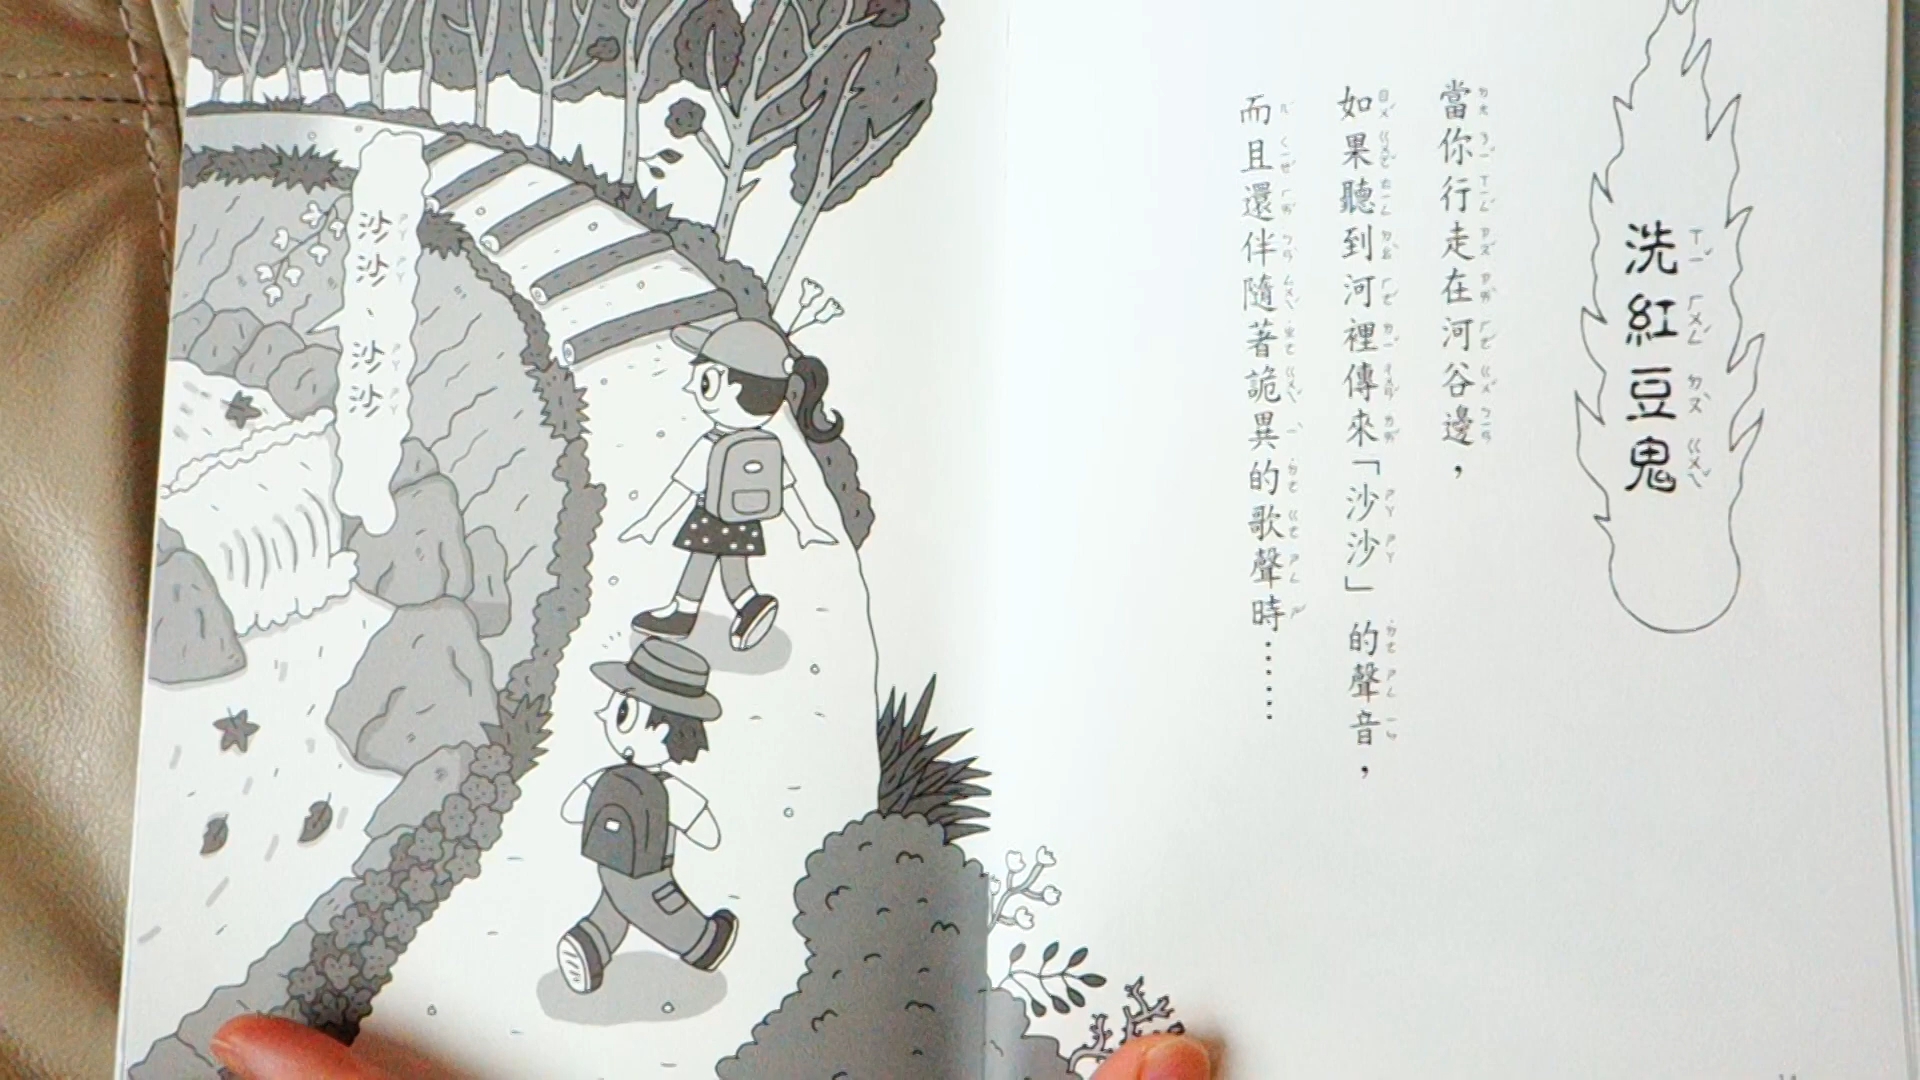 洗紅豆鬼
當你行走在河谷邊，
如果聽到河裡傳來「沙沙」的聲音，
而且還伴隨著詭異的歌聲時……
沙沙、沙沙